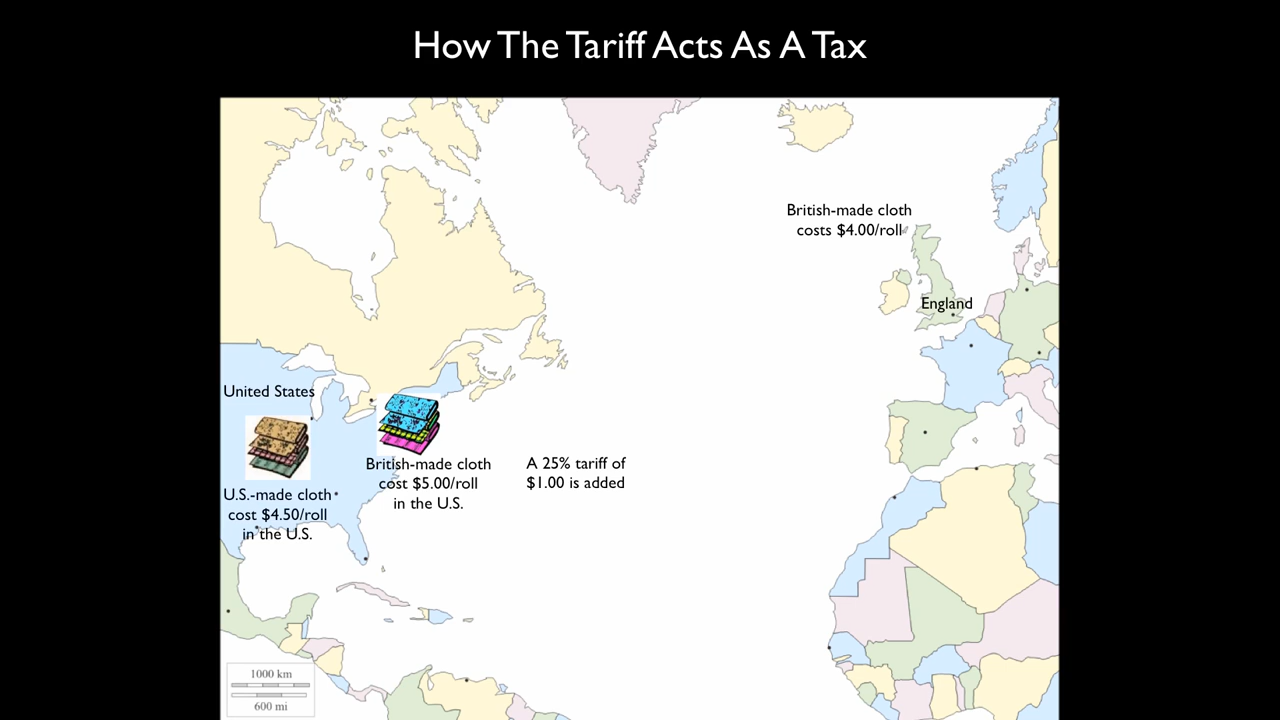 How The Tariff Acts As A Tax
British-made cloth
costs $4.00/roll
England
United States
British-made cloth
cost $5.00/roll
in the U.S.
A 25% tariff of
$1.00 is added
U.S.-made cloth
cost $4.50/roll
in the U.S.
1000 km
600 mi